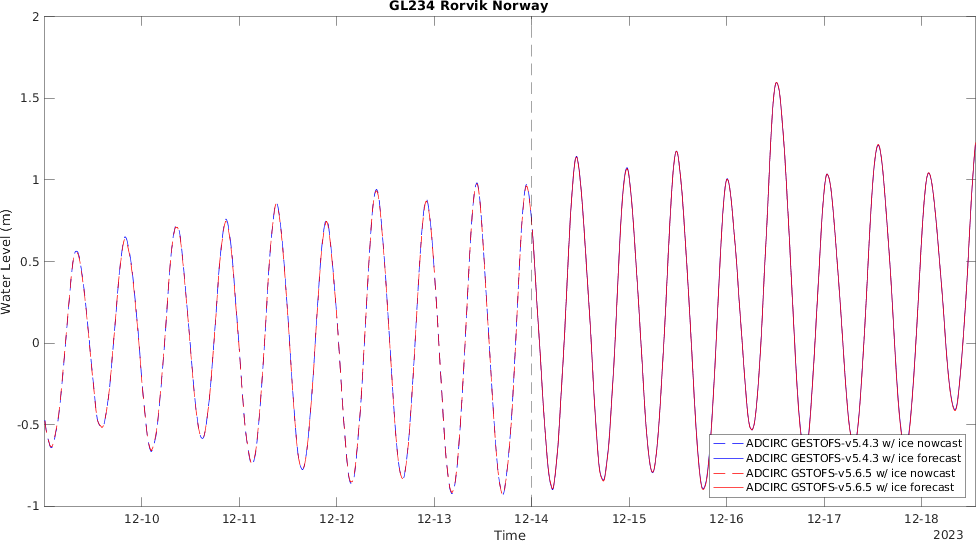 GL234 Rorvik Norway
2
1.5
1
0.5
0
-0.5
-1
Water Level (m)
ADCIRC GESTOFS-v5.4.3 w/ ice nowcast
ADCIRC GESTOFS-v5.4.3 w/ ice forecast
ADCIRC GSTOFS-v5.6.5 w/ ice nowcast
ADCIRC GSTOFS-v5.6.5 w/ ice forecast
12-10 12-11 12-12 12-13 12-14 12-15 12-16 12-17 12-18
Time
2023